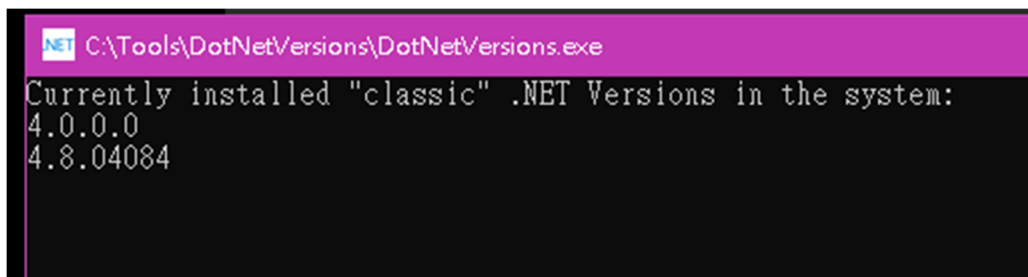 .NET C:\Tools\DotNetVersions\DotNetVersions.exe
Currently installed "classic" .NET Versions in the system:
4.0.0.0
4.8.04084